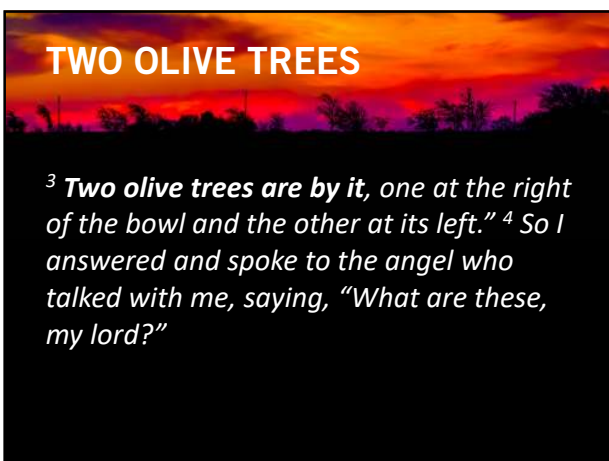 TWO OLIVE TREES
³ Two olive trees are by it, one at the right
of the bowl and the other at its left.” ⁴ So I
answered and spoke to the angel who
talked with me, saying, “What are these,
my lord?”